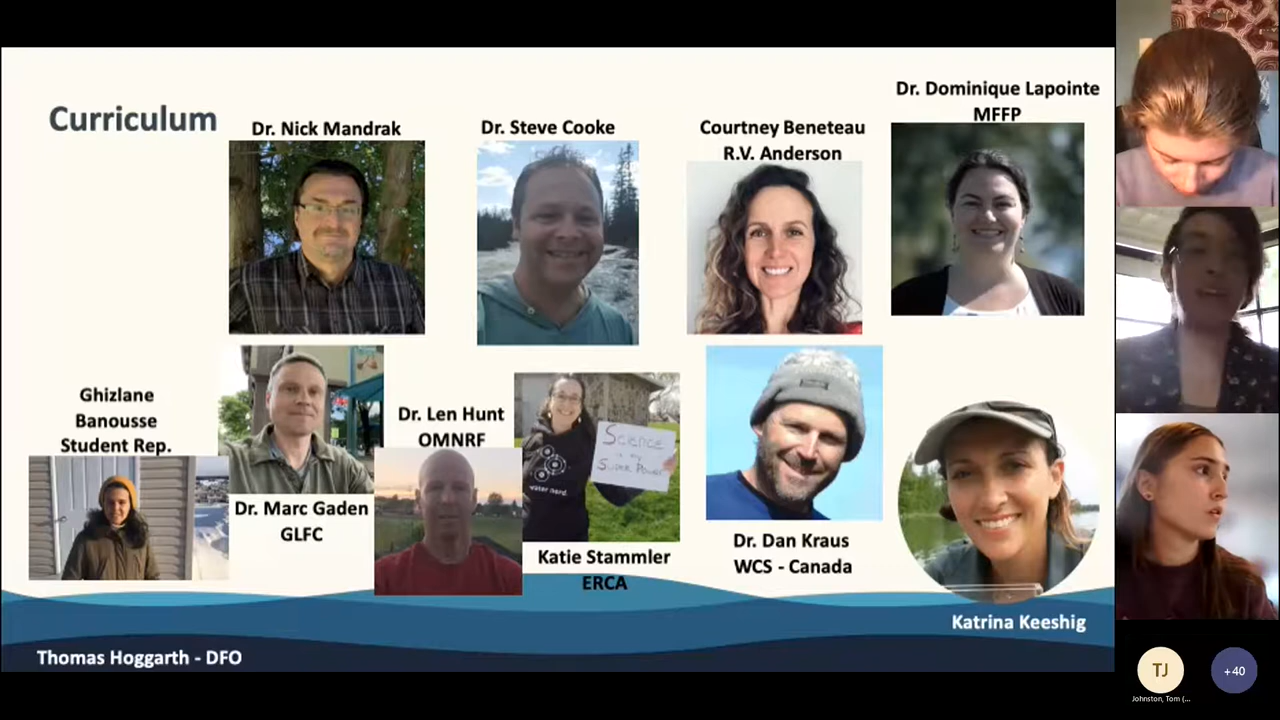 Curriculum
Dr. Nick Mandrak
Dr. Steve Cooke
Courtney Beneteau
R.V. Anderson
Dr. Dominique Lapointe
MFFP
Ghizlane
Banousse
Student Rep.
Dr. Marc Gaden
GLFC
Dr. Len Hunt
OMNRF
Science
is my
Super Power
water nerd.
Katie Stammler
ERCA
Dr. Dan Kraus
WCS - Canada
Katrina Keeshig
Thomas Hoggarth - DFO
TJ
+40
Johnston, Tom (...